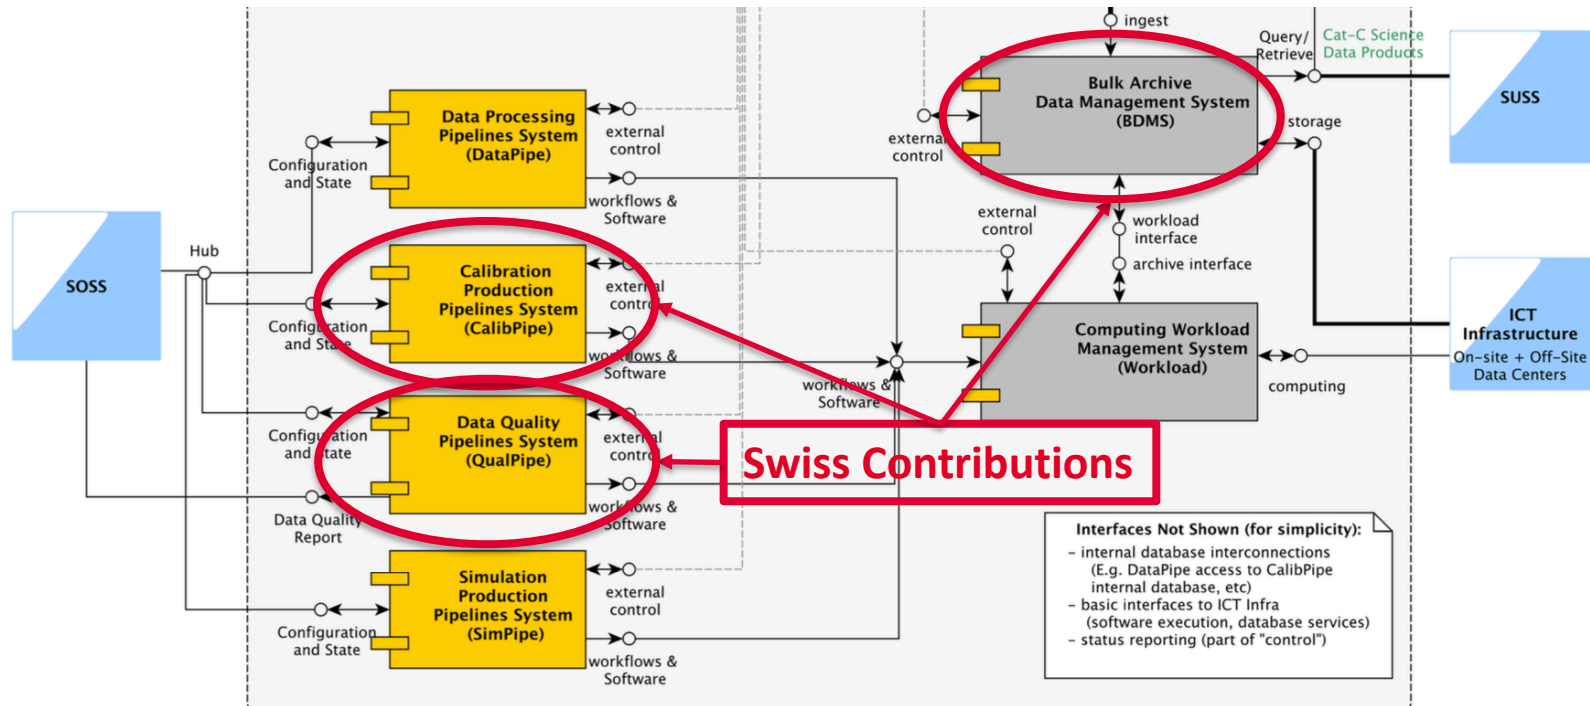 ingest
Query/
Retrieve
Cat-C Science
Data Products
Bulk Archive
Data Management System
(BDMS)
SUSS
external
control
storage
Data Processing
Pipelines System
(DataPipe)
external
control
Configuration
and State
workflows &
Software
external
control
workload
interface
archive interface
Hub
SOSS
Calibration
Production
Pipelines System
(CalibPipe)
external
control
Configuration
and State
workflows &
Software
Computing Workload
Management System
(Workload)
workflows &
Software
computing
ICT
Infrastructure
On-site + Off-Site
Data Centers
Data Quality
Pipelines System
(QualPipe)
external
control
Configuration
and State
workflows &
Software
Swiss Contributions
Data Quality
Report
Simulation
Production
Pipelines System
(SimPipe)
external
control
Configuration
and State
workflows &
Software
Interfaces Not Shown (for simplicity):
- internal database interconnections
(E.g. DataPipe access to CalibPipe
internal database, etc)
- basic interfaces to ICT Infra
(software execution, database services)
- status reporting (part of "control")